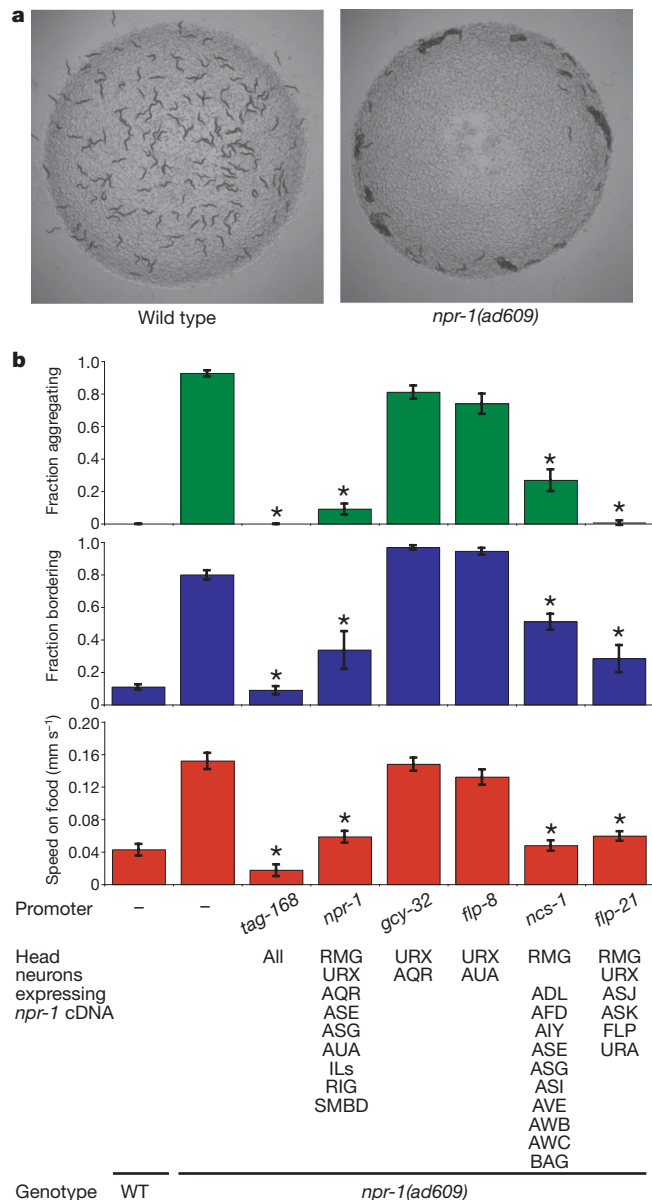 a
Wild type
npr-1(ad609)
b
Fraction aggregating
1.0
0.8
0.6
0.4
0.2
0
* * * *
Fraction bordering
1.0
0.8
0.6
0.4
0.2
0
* * * *
Speed on food (mm s⁻¹)
0.20
0.16
0.12
0.08
0.04
0
* * * *
Promoter – – tag-168 npr-1 gcy-32 flp-8 ncs-1 flp-21
Head All RMG URX URX RMG RMG
neurons URX AQR AUA URX
expressing AQR ADL ASJ
npr-1 cDNA ASE AFD ASK
ASG AIY FLP
AUA ASE URA
ILs ASG
RIG ASI
SMBD AVE
AWB
AWC
BAG
Genotype WT npr-1(ad609)